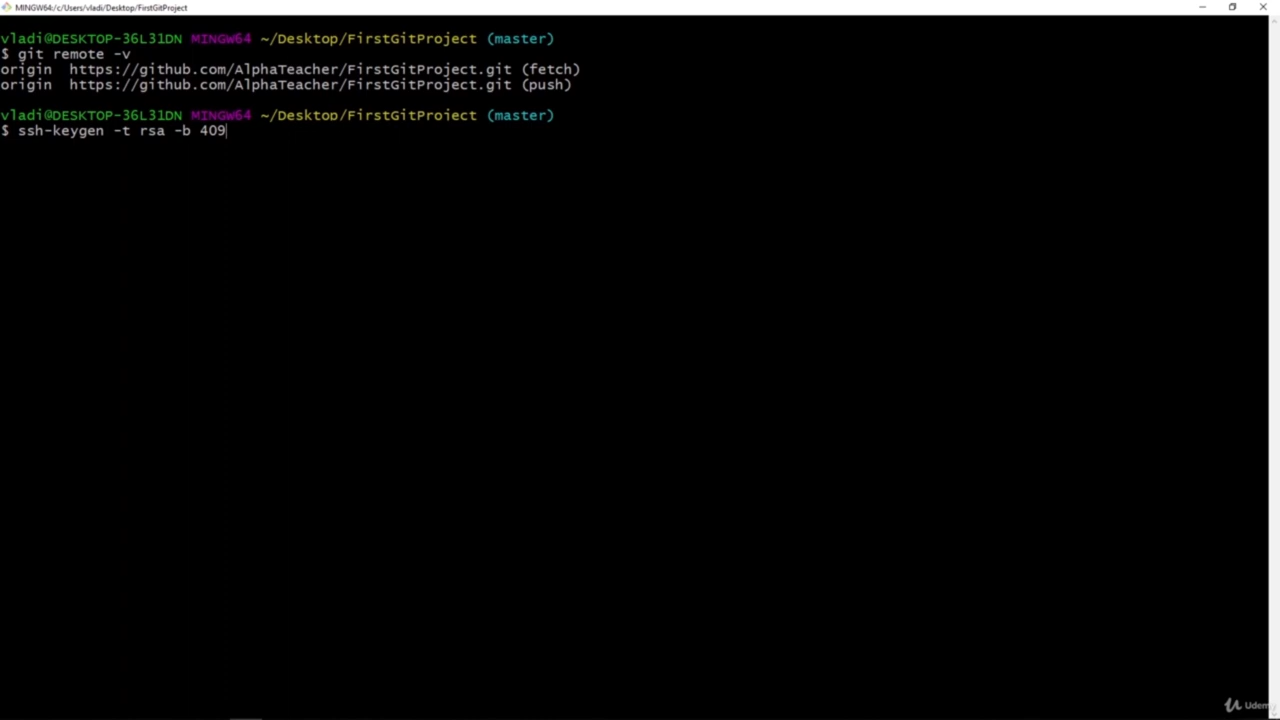 MINGW64:/c/Users/vladi/Desktop/FirstGitProject
vladi@DESKTOP-36L31DN MINGW64 ~/Desktop/FirstGitProject (master)
$ git remote -v
origin  https://github.com/AlphaTeacher/FirstGitProject.git (fetch)
origin  https://github.com/AlphaTeacher/FirstGitProject.git (push)
vladi@DESKTOP-36L31DN MINGW64 ~/Desktop/FirstGitProject (master)
$ ssh-keygen -t rsa -b 409
Udemy